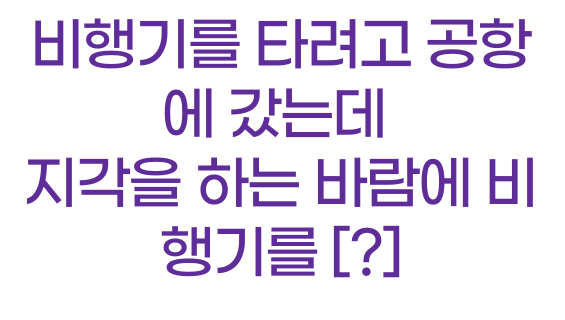 비행기를 타려고 공항
에 갔는데
지각을 하는 바람에 비
행기를 [?]